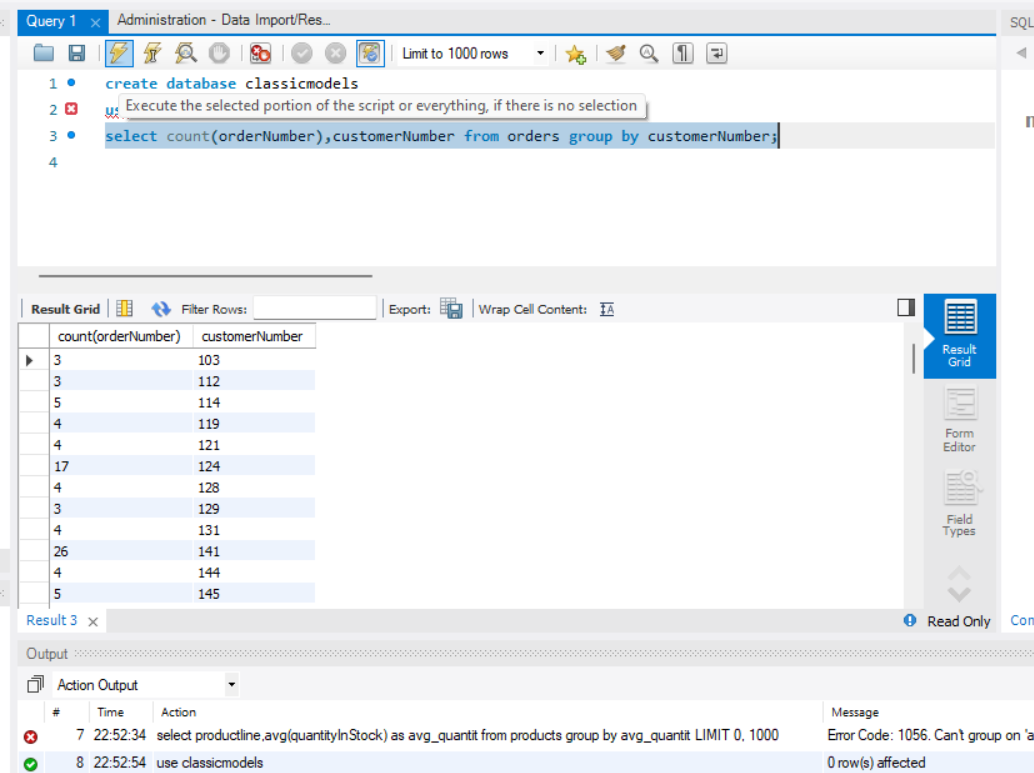 Query 1
Administration - Data Import/Res...
SQL
Limit to 1000 rows
1 create database classicmodels
2 us
Execute the selected portion of the script or everything, if there is no selection
3 select count(orderNumber),customerNumber from orders group by customerNumber;
4
Result Grid Filter Rows: Export: Wrap Cell Content:
count(orderNumber) customerNumber
3 103
3 112
5 114
4 119
4 121
17 124
4 128
3 129
4 131
26 141
4 144
5 145
Result
Grid
Form
Editor
Field
Types
Result 3
Read Only
Con
Output
Action Output
# Time Action Message
7 22:52:34 select productline,avg(quantityInStock) as avg_quantit from products group by avg_quantit LIMIT 0, 1000 Error Code: 1056. Can't group on 'a
8 22:52:54 use classicmodels 0 row(s) affected